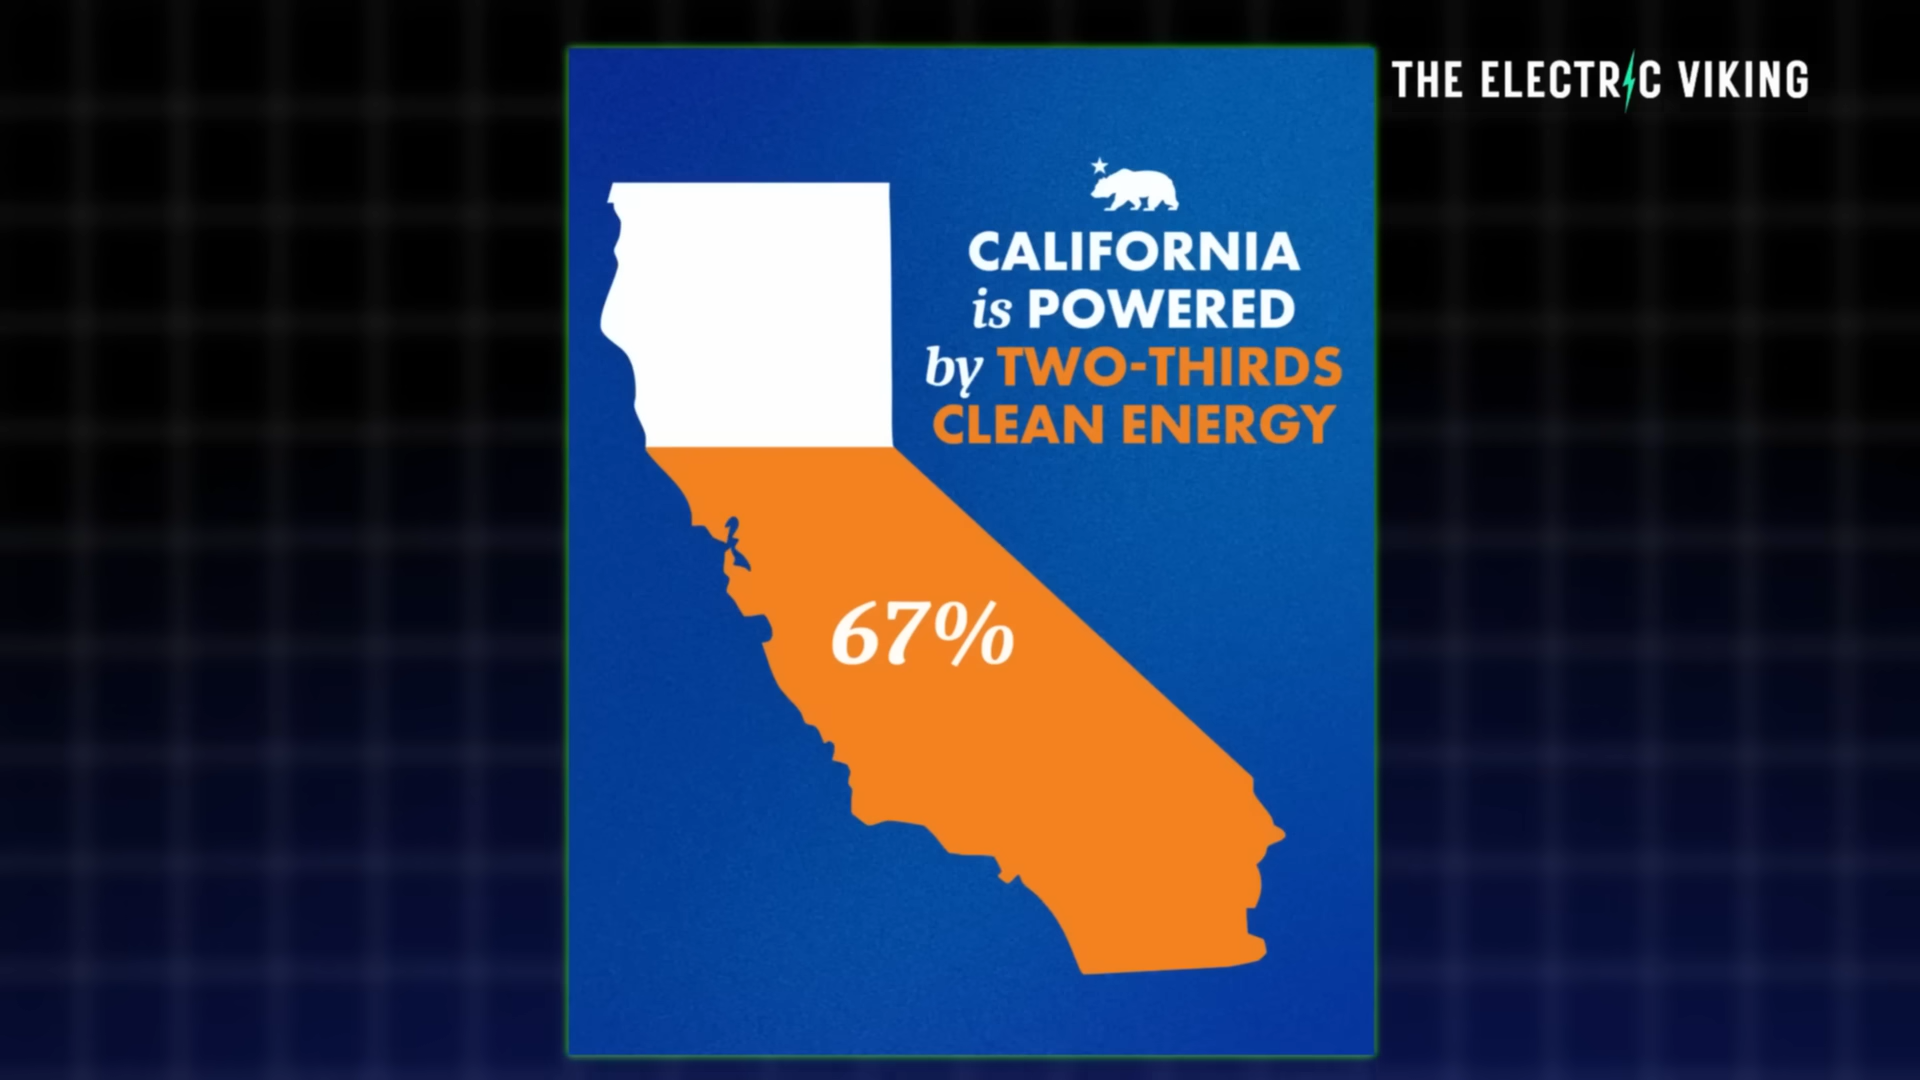 THE ELECTRIC VIKING
CALIFORNIA
is POWERED
by TWO-THIRDS
CLEAN ENERGY
67%